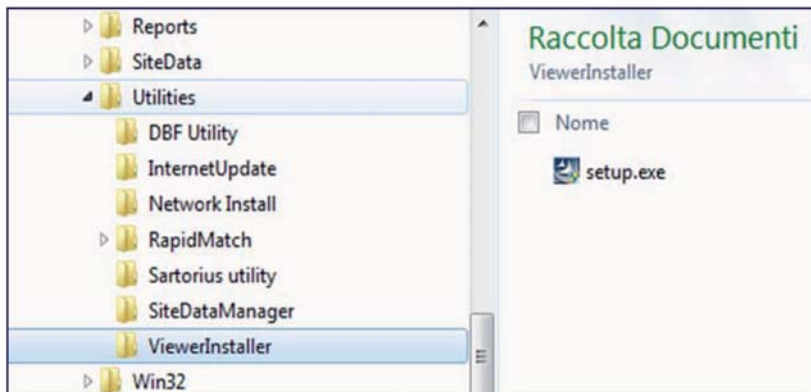 Reports
SiteData
Utilities
DBF Utility
InternetUpdate
Network Install
RapidMatch
Sartorius utility
SiteDataManager
ViewerInstaller
Win32
Raccolta Documenti
ViewerInstaller
Nome
setup.exe